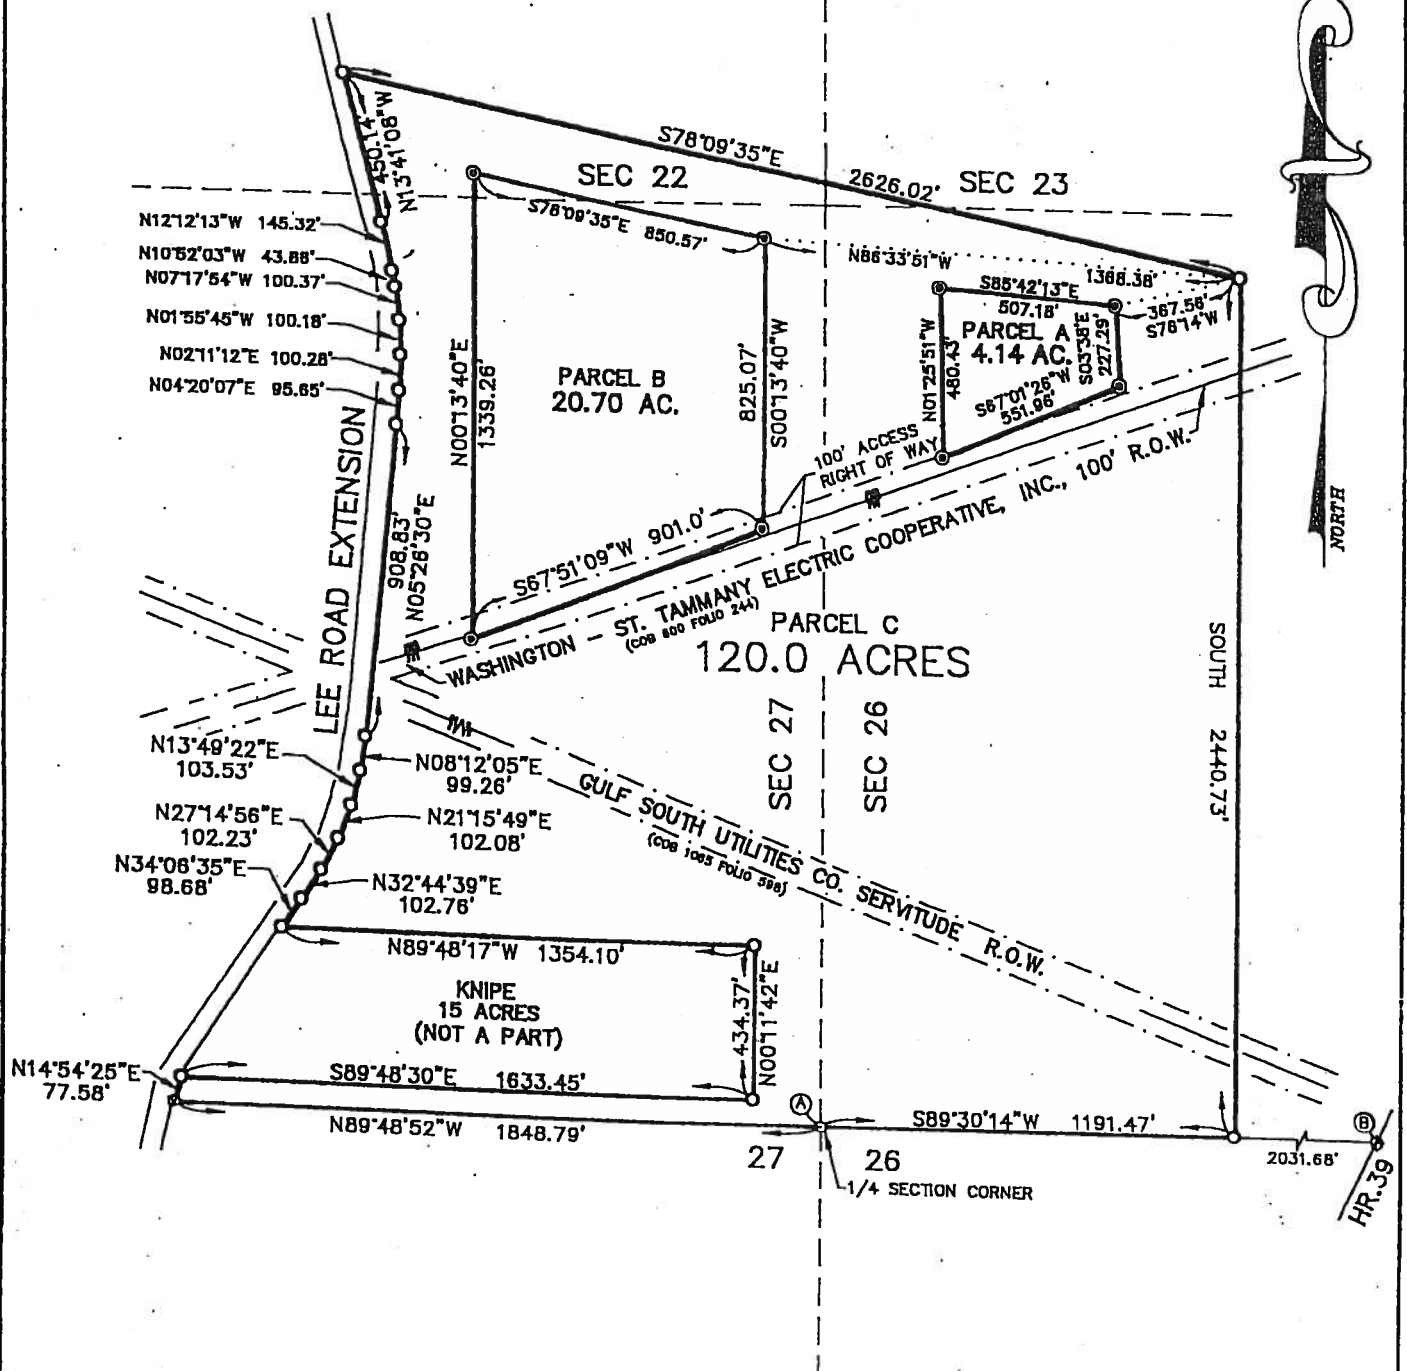 S78°09'35"E
2626.02'
SEC 22
SEC 23
450.14'
N13°41'08"W
S78°09'35"E 850.57'
N12°12'13"W 145.32'
N10°52'03"W 43.88'
N07°17'54"W 100.37'
N01°55'45"W 100.18'
N02°11'12"E 100.28'
N04°20'07"E 95.65'
N86°33'51"W
1368.38'
S85°42'13"E
507.18'
367.56'
S76°14'W
PARCEL A
4.14 AC.
N01°25'51"W
480.43'
S03°38'E
227.29'
S67°01'26"W
551.96'
N00°13'40"E
1339.26'
PARCEL B
20.70 AC.
825.07'
S00°13'40"W
100' ACCESS
RIGHT OF WAY
LEE ROAD EXTENSION
908.83'
N05°26'30"E
S67°51'09"W 901.0'
WASHINGTON - ST. TAMMANY ELECTRIC COOPERATIVE, INC., 100' R.O.W.
(COB 800 FOLIO 244)
NORTH
PARCEL C
120.0 ACRES
SOUTH 2440.73'
SEC 27
SEC 26
N13°49'22"E
103.53'
N08°12'05"E
99.26'
N27°14'56"E
102.23'
N21°15'49"E
102.08'
N34°06'35"E
98.68'
N32°44'39"E
102.76'
GULF SOUTH UTILITIES CO. SERVITUDE R.O.W.
(COB 1085 FOLIO 598)
N89°48'17"W 1354.10'
KNIPE
15 ACRES
(NOT A PART)
434.37'
N00°11'42"E
N14°54'25"E
77.58'
S89°48'30"E 1633.45'
N89°48'52"W 1848.79'
A
S89°30'14"W 1191.47'
B
2031.68'
HR.39
27 26
1/4 SECTION CORNER